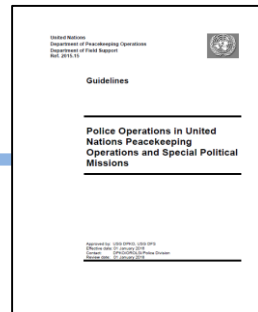 United Nations
Department of Peacekeeping Operations
Department of Field Support
Ref. 2015.15
Guidelines
Police Operations in United
Nations Peacekeeping
Operations and Special Political
Missions
Approved by: USG DPKO, USG DFS
Effective date: 01 January 2016
Contact: DPKO/OROLSI/Police Division
Review date: 01 January 2018